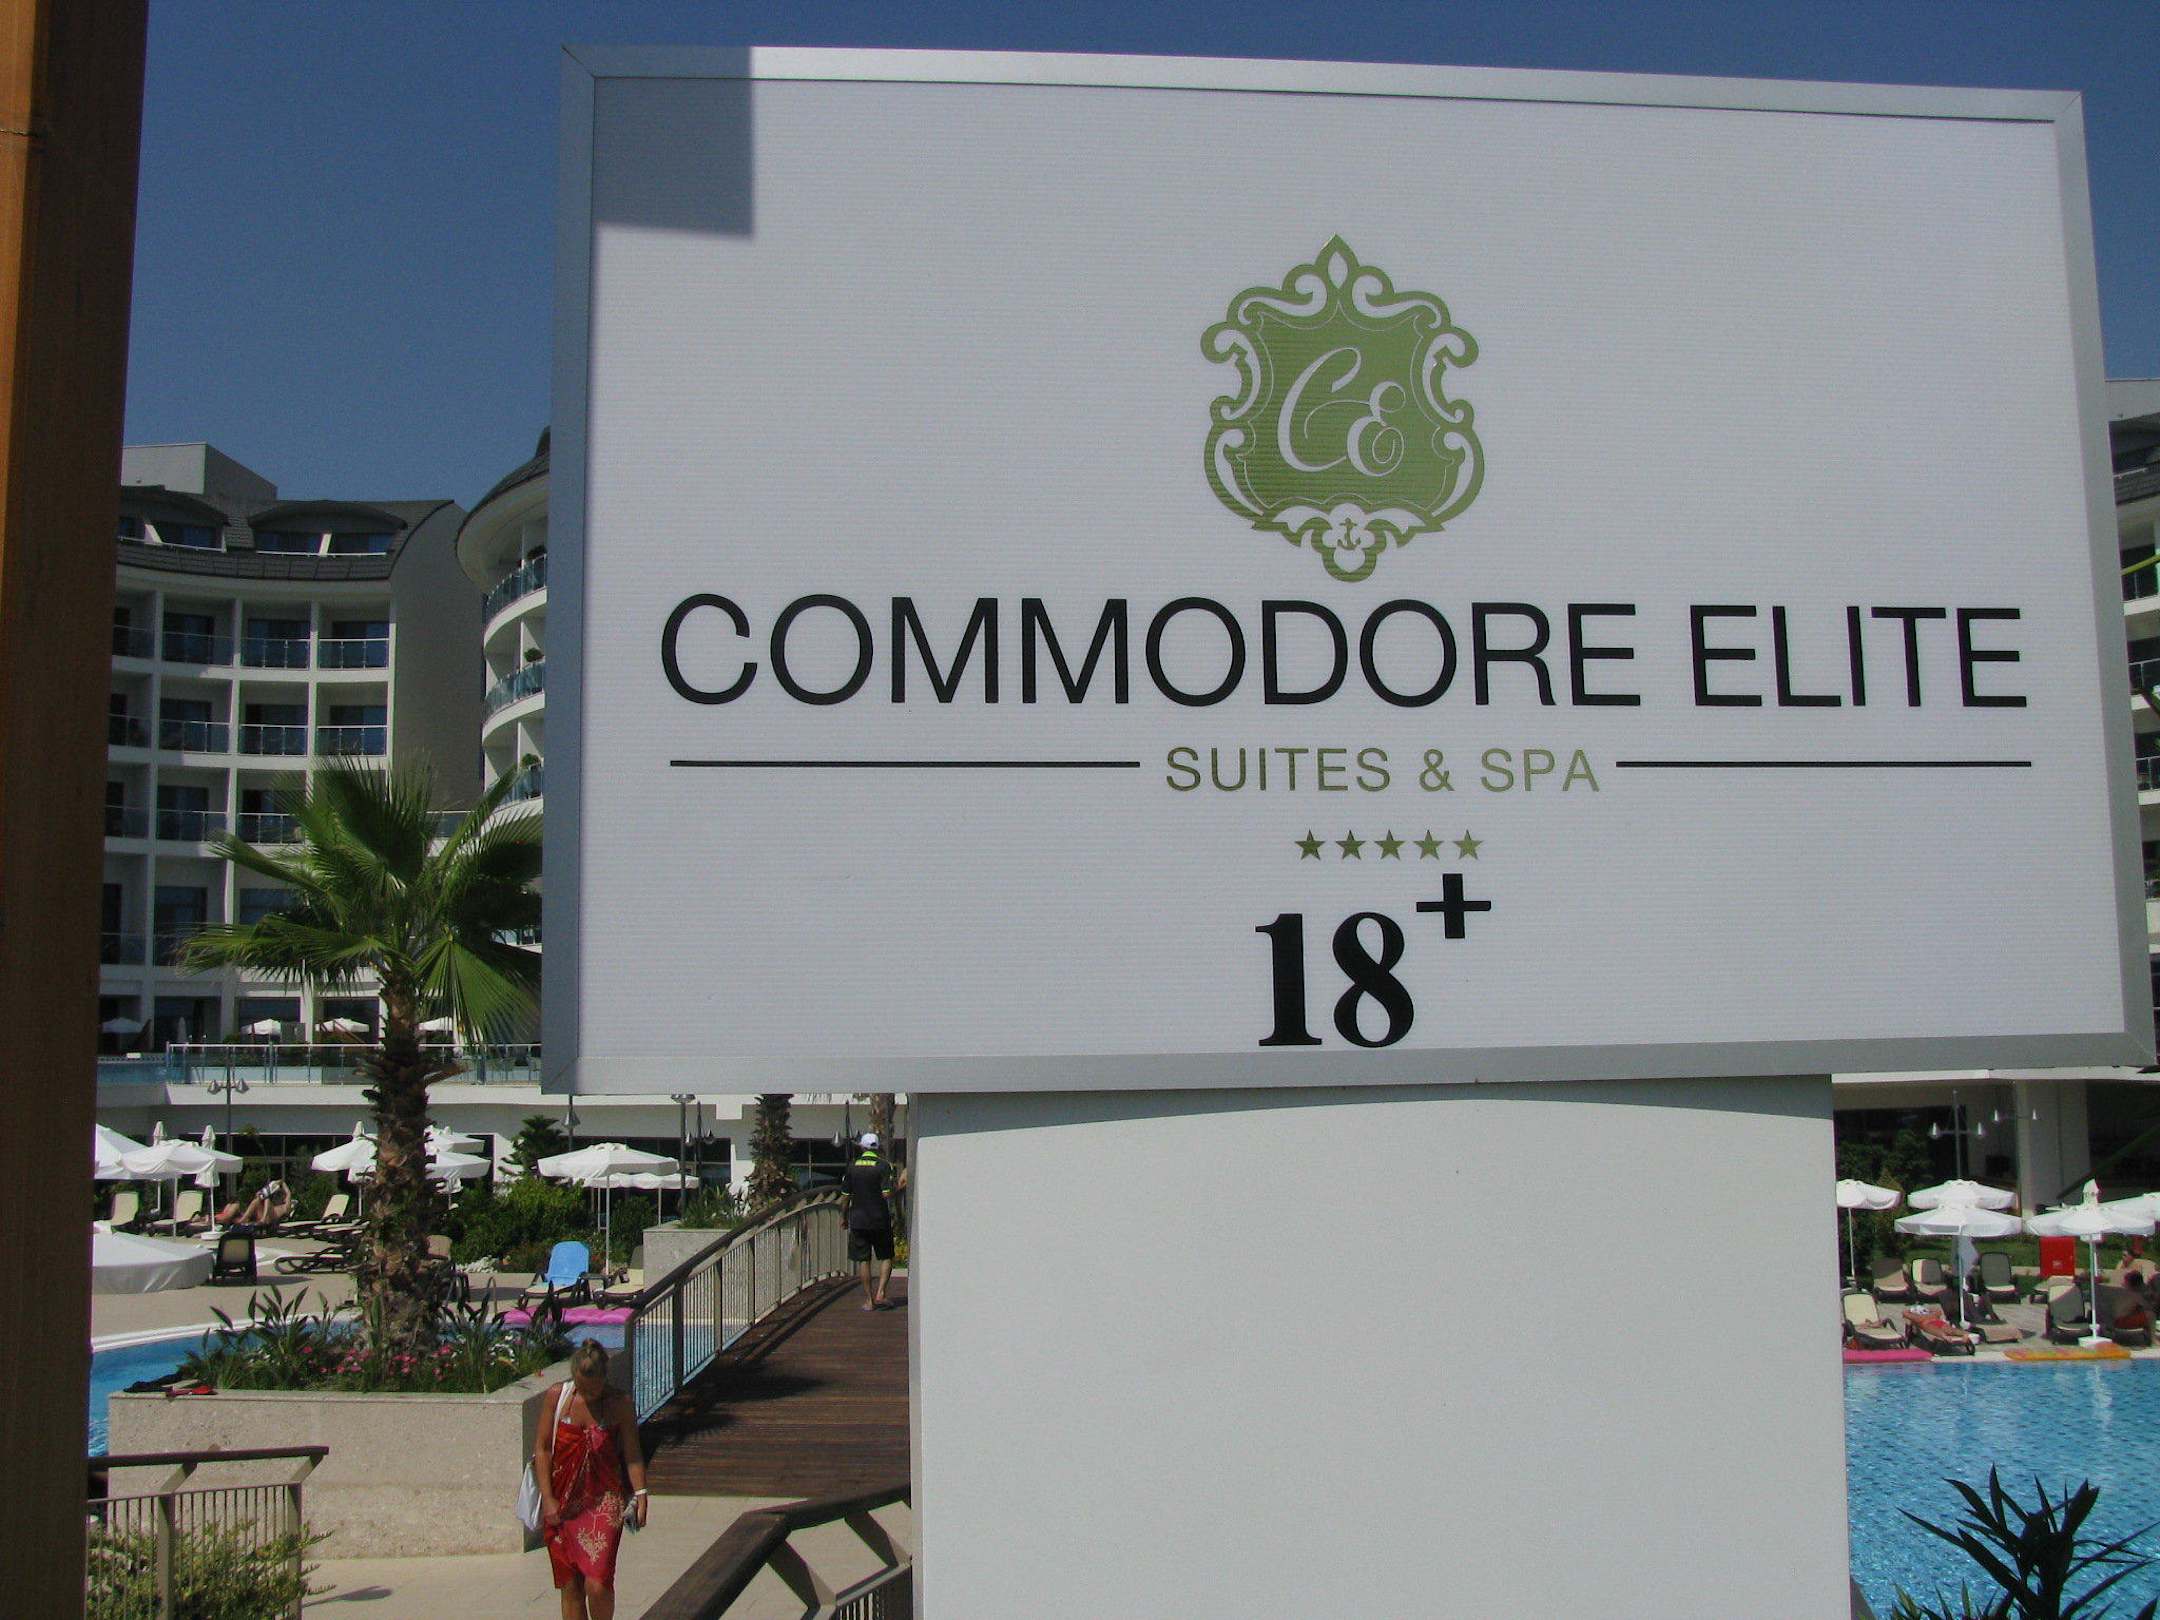 CE
COMMODORE ELITE
SUITES & SPA
★★★★★
18+